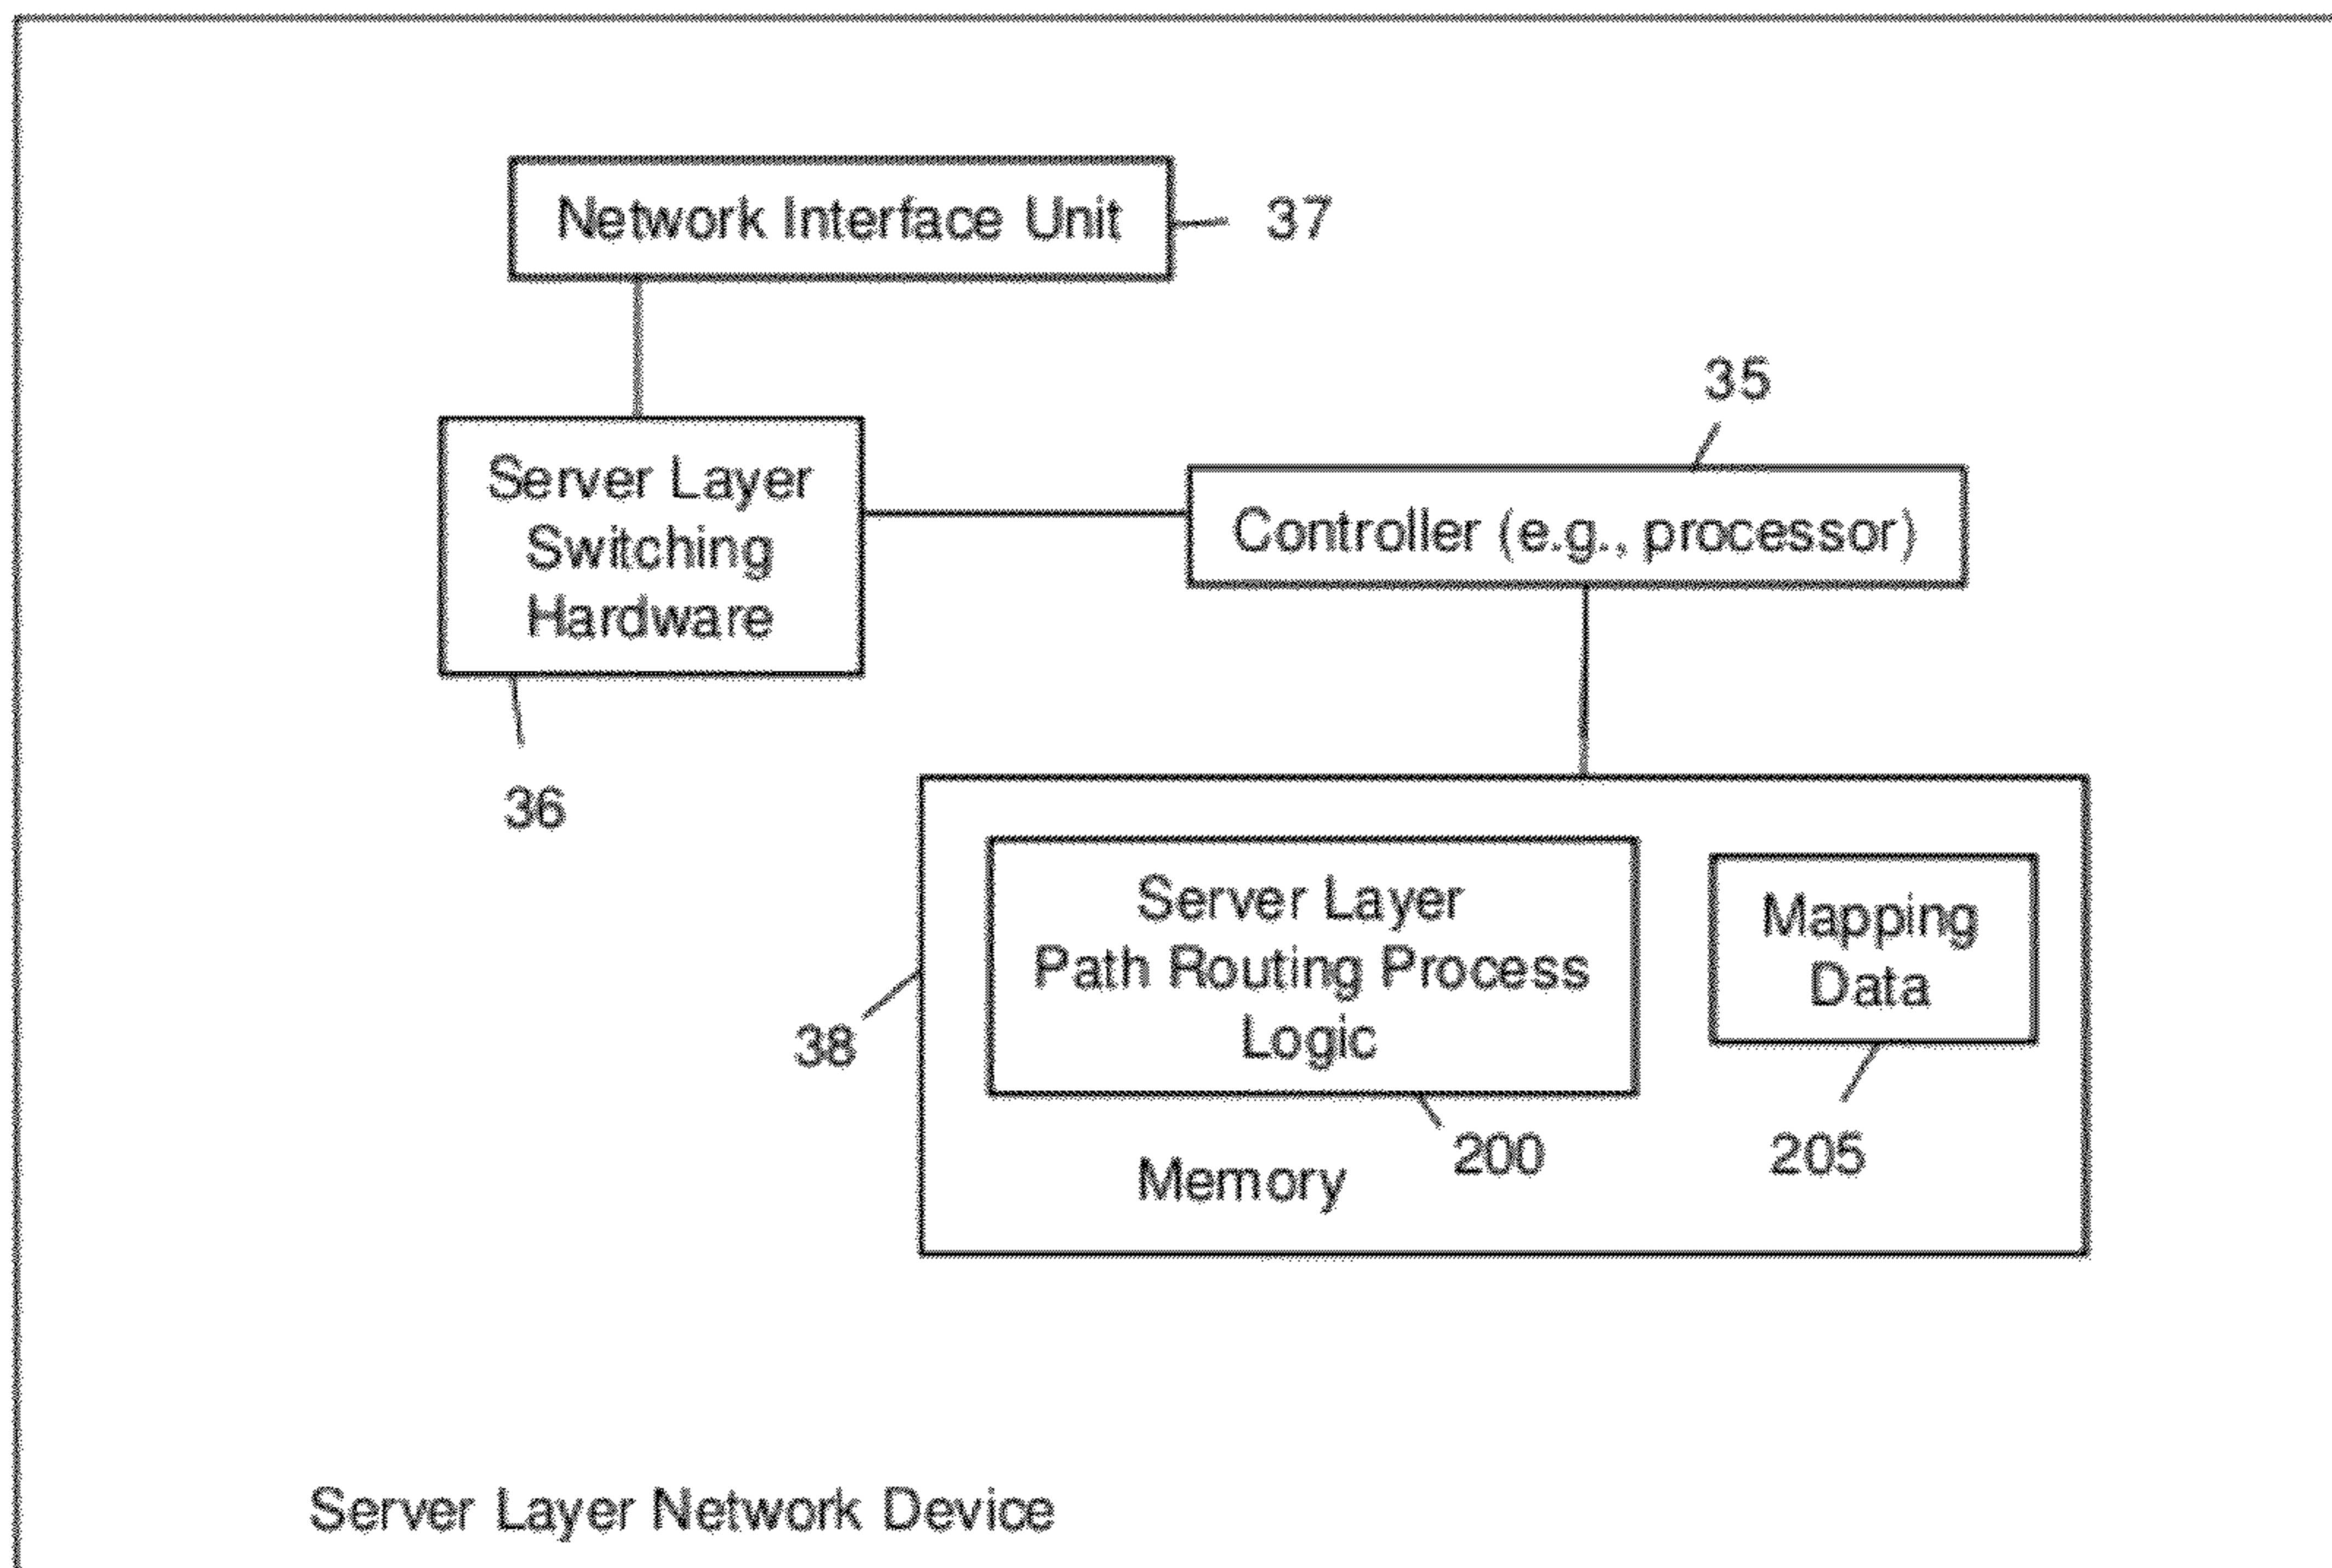 Network Interface Unit
37
35
Server Layer
Switching
Hardware
Controller (e.g., processor)
36
Server Layer
Path Routing Process
Logic
Mapping
Data
38
200
205
Memory
Server Layer Network Device